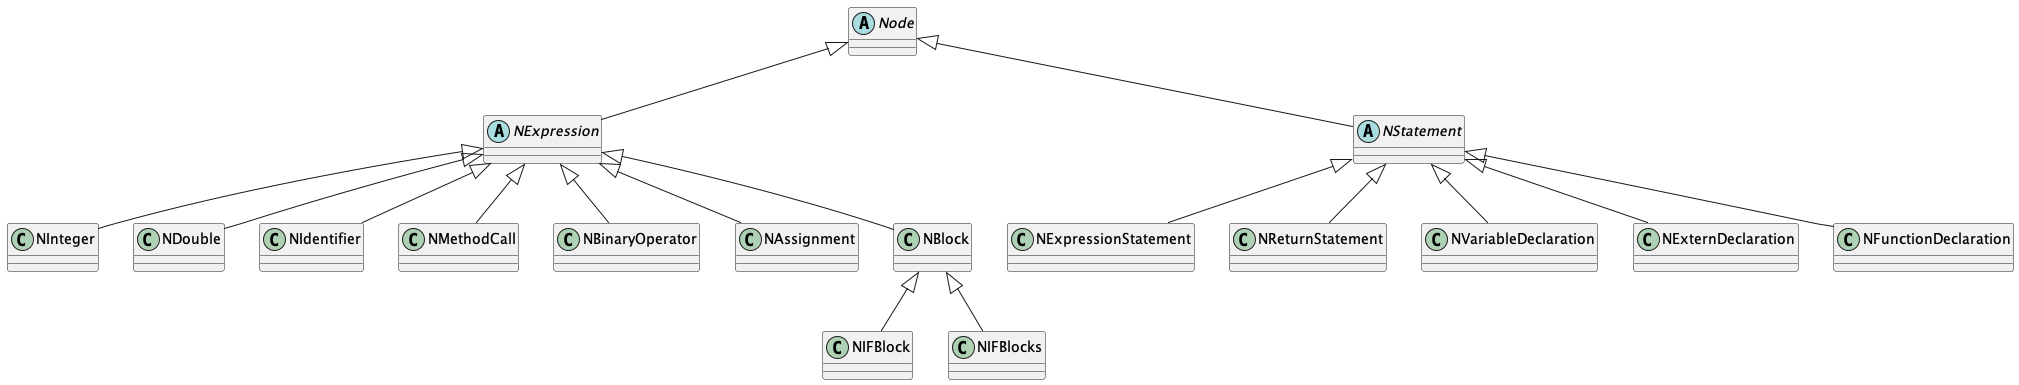 A Node
A NExpression
A NStatement
C NInteger
C NDouble
C NIdentifier
C NMethodCall
C NBinaryOperator
C NAssignment
C NBlock
C NExpressionStatement
C NReturnStatement
C NVariableDeclaration
C NExternDeclaration
C NFunctionDeclaration
C NIFBlock
C NIFBlocks